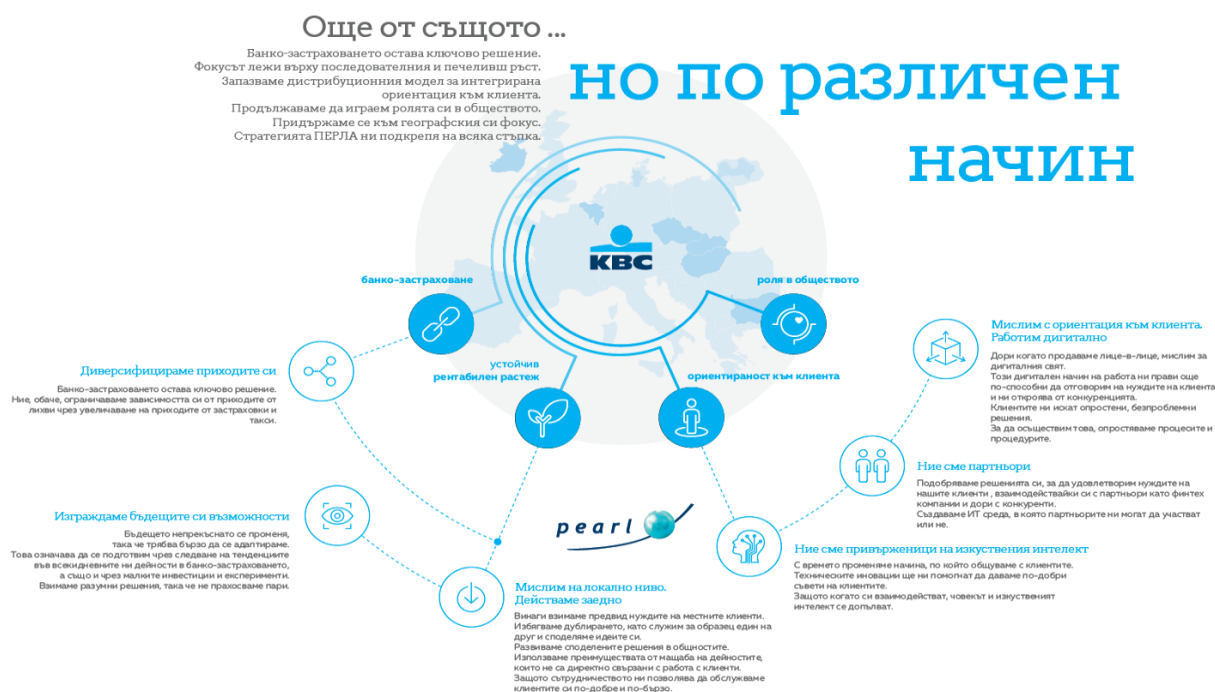 Още от същото ...
Банко-застраховането остава ключово решение.
Фокусът лежи върху последователния и печеливш ръст.
Запазваме дистрибуционния модел за интегрирана
ориентация към клиента.
Продължаваме да играем ролята си в обществото.
Придържаме се към географския си фокус.
Стратегията ПЕРЛА ни подкрепя на всяка стъпка.
но по различен
начин
KBC
банко-застраховане
роля в обществото
устойчив
рентабилен растеж
ориентираност към клиента
Диверсифицираме приходите си
Банко-застраховането остава ключово решение.
Ние, обаче, ограничаваме зависимостта си от приходите от
лихви чрез увеличаване на приходите от застраховки и
такси.
Изграждаме бъдещите си възможности
Бъдещето непрекъснато се променя,
така че трябва бързо да се адаптираме.
Това означава да се подготвим чрез следване на тенденциите
във всекидневните ни дейности в банко-застраховането,
а също и чрез малките инвестиции и експерименти.
Взимаме разумни решения, така че не прахосваме пари.
pearl
Мислим на локално ниво.
Действаме заедно
Винаги взимаме предвид нуждите на местните клиенти.
Избягваме дублирането, като служим за образец един на
друг и споделяме идеите си.
Развиваме споделените решения в общностите.
Използваме преимуществата от мащаба на дейностите,
които не са директно свързани с работа с клиенти.
Защото сътрудничеството ни позволява да обслужваме
клиентите си по-добре и по-бързо.
Мислим с ориентация към клиента.
Работим дигитално
Дори когато продаваме лице-в-лице, мислим за
дигиталния свят.
Този дигитален начин на работа ни прави още
по-способни да отговорим на нуждите на клиента
и ни откроява от конкуренцията.
Клиентите ни искат опростени, безпроблемни
решения.
За да осъществим това, опростяваме процесите и
процедурите.
Ние сме партньори
Подобряваме решенията си, за да удовлетворим нуждите на
нашите клиенти , взаимодействайки си с партньори като финтех
компании и дори с конкуренти.
Създаваме ИТ среда, в която партньорите ни могат да участват
или не.
Ние сме привърженици на изкуствения интелект
С времето променяме начина, по който общуваме с клиентите.
Техническите иновации ще ни помогнат да даваме по-добри
съвети на клиентите.
Защото когато си взаимодействат, човекът и изкуственият
интелект се допълват.